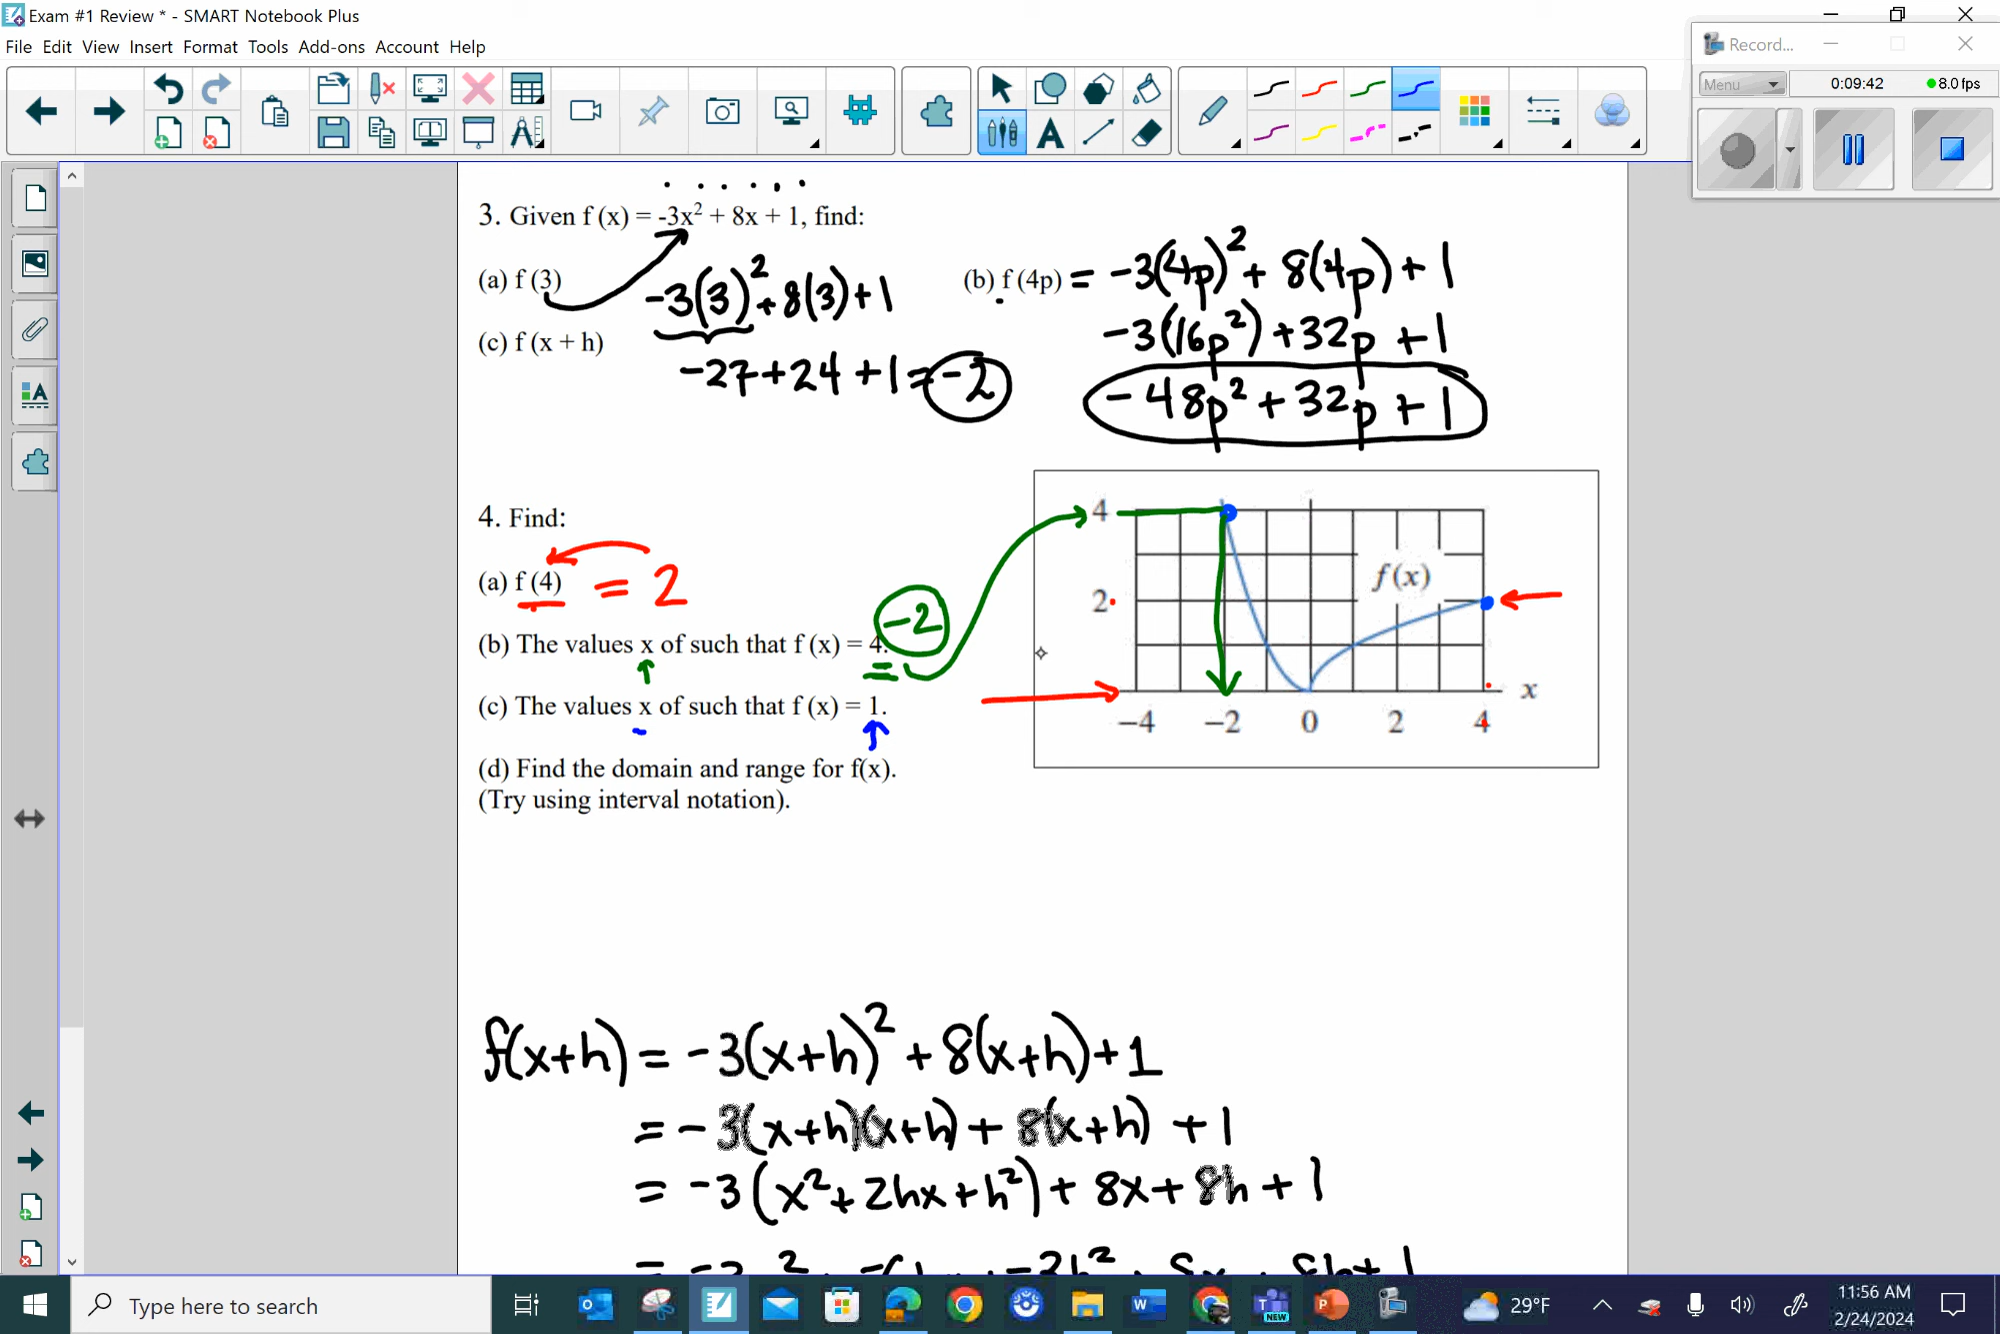 Exam #1 Review * - SMART Notebook Plus
File Edit View Insert Format Tools Add-ons Account Help
Record...
Menu 0:09:42 8.0 fps
3. Given f (x) = -3x² + 8x + 1, find:
(a) f (3)
-3(3)² + 8(3) + 1
(b) f (4p) = -3(4p)² + 8(4p) + 1
-3(16p²) + 32p + 1
(c) f (x + h)
-27 + 24 + 1 = -2
-48p² + 32p + 1
4. Find:
(a) f (4) = 2
-2
(b) The values x of such that f (x) = 4.
(c) The values x of such that f (x) = 1.
(d) Find the domain and range for f(x).
(Try using interval notation).
4
f(x)
2
x
-4 -2 0 2 4
f(x+h) = -3(x+h)² + 8(x+h) + 1
= -3(x+h)(x+h) + 8(x+h) + 1
= -3(x² + 2hx + h²) + 8x + 8h + 1
Type here to search
NEW
29°F
11:56 AM
2/24/2024